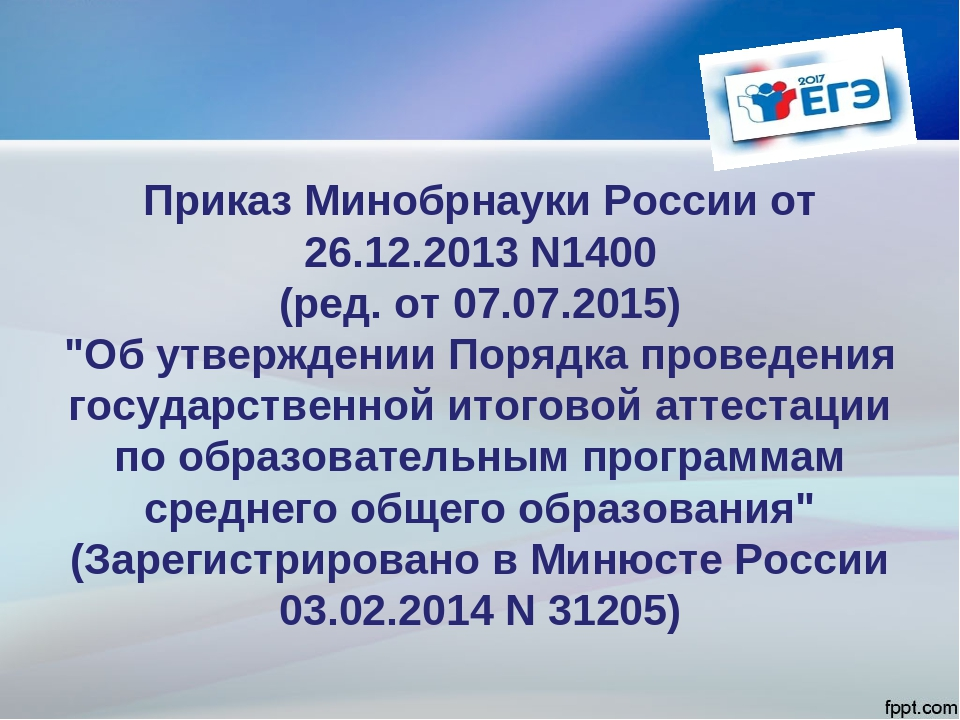 2017
ЕГЭ
Приказ Минобрнауки России от
26.12.2013 N1400
(ред. от 07.07.2015)
"Об утверждении Порядка проведения
государственной итоговой аттестации
по образовательным программам
среднего общего образования"
(Зарегистрировано в Минюсте России
03.02.2014 N 31205)
fppt.com